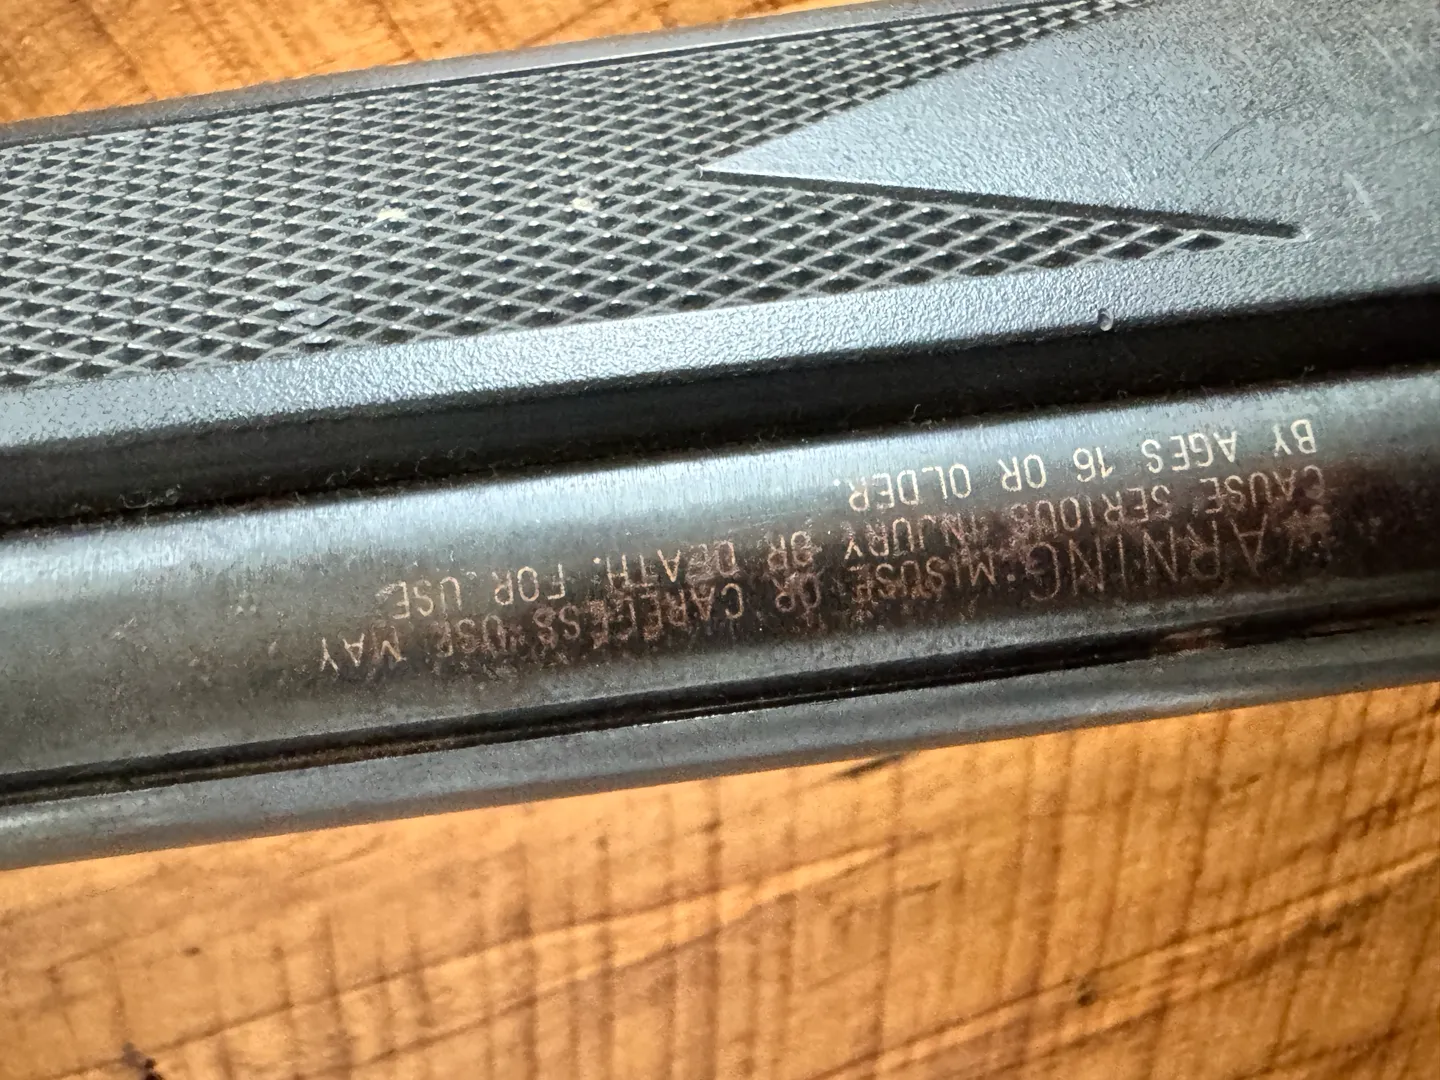 WARNING: MISUSE OR CARELESS USE MAY
CAUSE SERIOUS INJURY OR DEATH. FOR USE
BY AGES 16 OR OLDER.